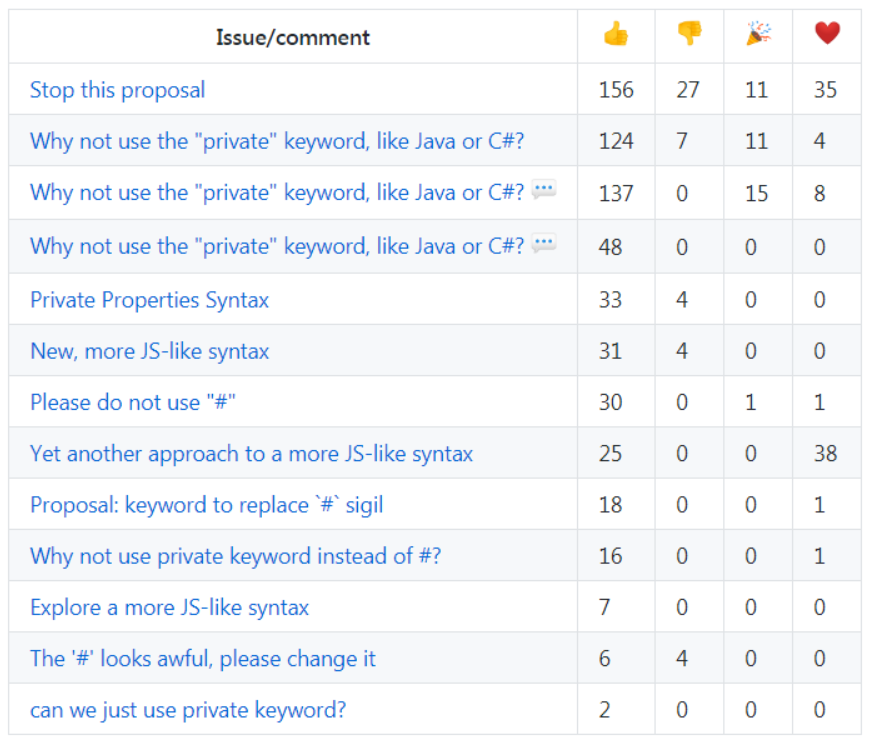 Issue/comment 👍 👎 🎉 ❤️
Stop this proposal 156 27 11 35
Why not use the "private" keyword, like Java or C#? 124 7 11 4
Why not use the "private" keyword, like Java or C#? 💬 137 0 15 8
Why not use the "private" keyword, like Java or C#? 💬 48 0 0 0
Private Properties Syntax 33 4 0 0
New, more JS-like syntax 31 4 0 0
Please do not use "#" 30 0 1 1
Yet another approach to a more JS-like syntax 25 0 0 38
Proposal: keyword to replace `#` sigil 18 0 0 1
Why not use private keyword instead of #? 16 0 0 1
Explore a more JS-like syntax 7 0 0 0
The '#' looks awful, please change it 6 4 0 0
can we just use private keyword? 2 0 0 0